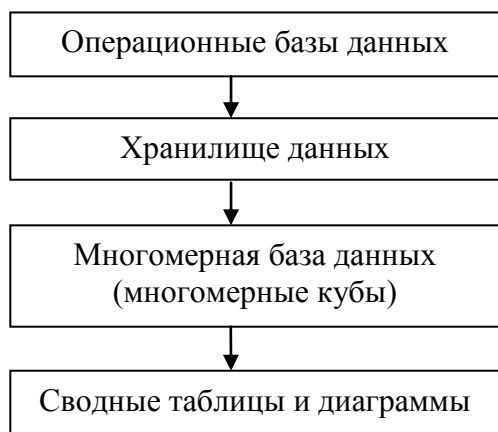 Операционные базы данных
Хранилище данных
Многомерная база данных
(многомерные кубы)
Сводные таблицы и диаграммы